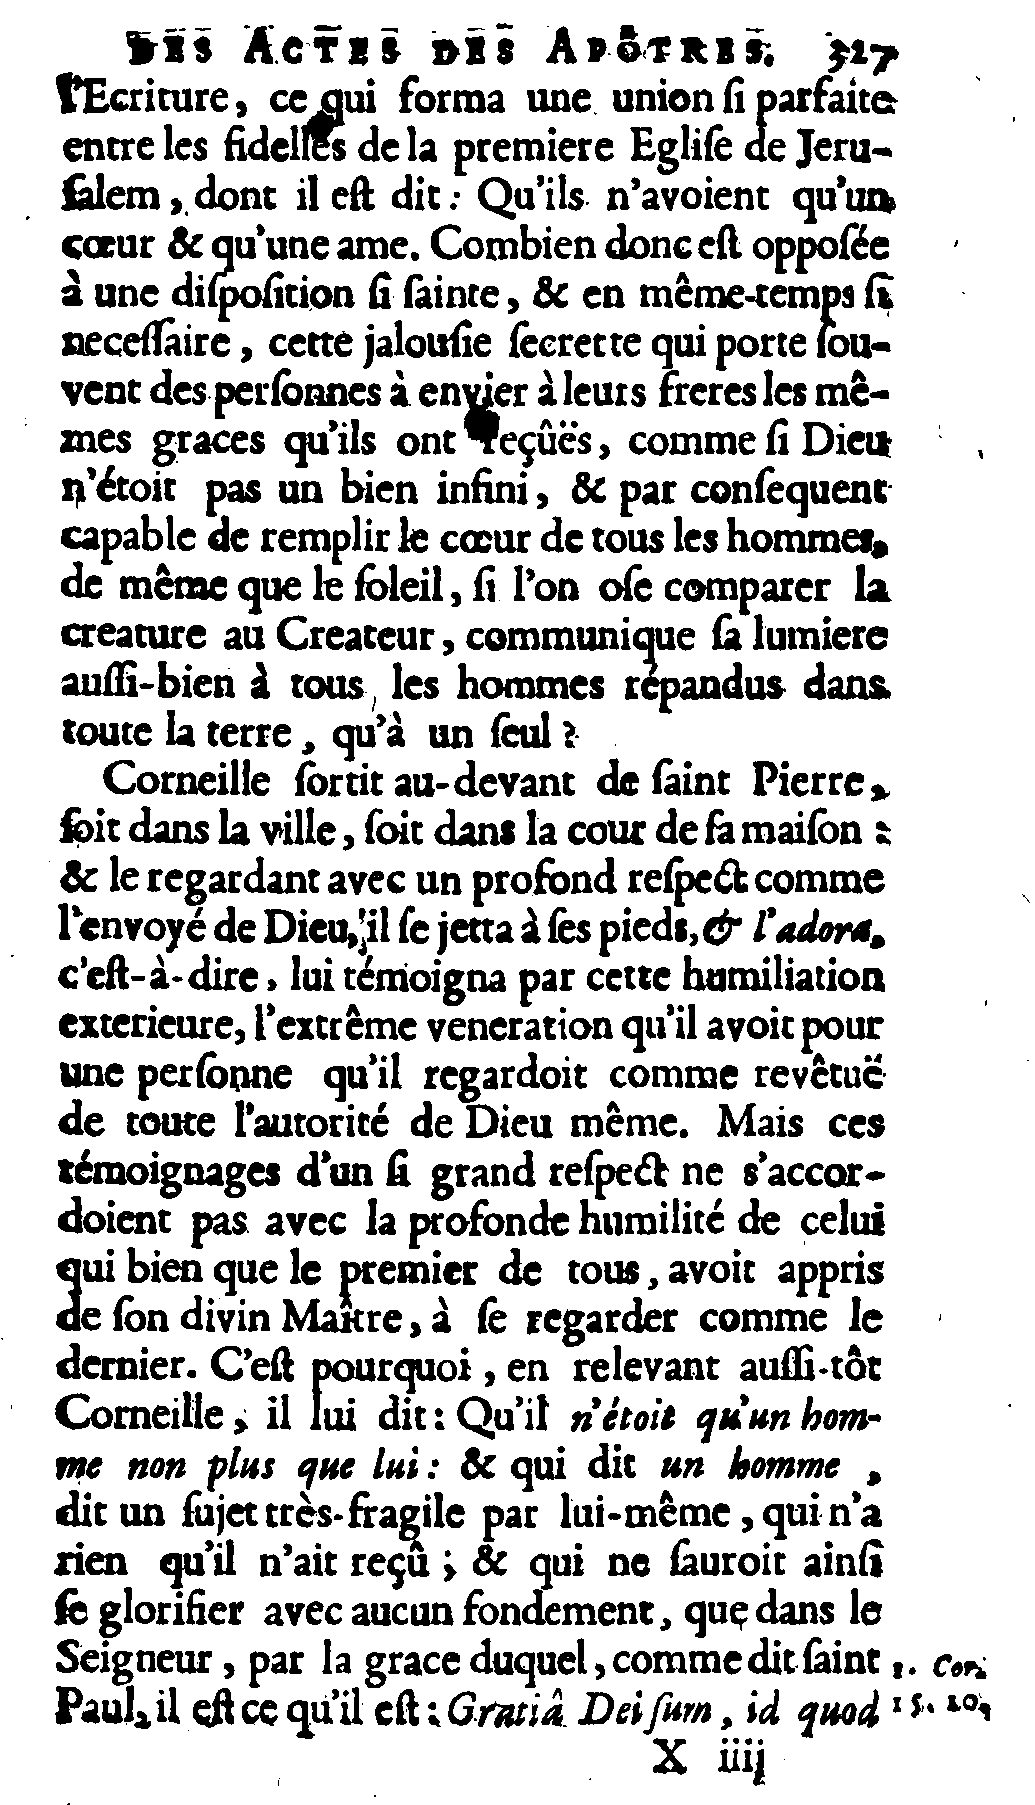 DES ACTES DES APÔTRES. 327
l'Ecriture, ce qui forma une union ſi parfaite
entre les fidelles de la premiere Egliſe de Jeru-
ſalem, dont il eſt dit: Qu'ils n'avoient qu'un
cœur & qu'une ame. Combien donc eſt oppoſée
à une diſpoſition ſi ſainte, & en même-temps ſi
neceſſaire, cette jalouſie ſecrette qui porte ſou-
vent des perſonnes à envier à leurs freres les mê-
mes graces qu'ils ont reçûës, comme ſi Dieu
n'étoit pas un bien infini, & par conſequent
capable de remplir le cœur de tous les hommes,
de même que le ſoleil, ſi l'on oſe comparer la
creature au Createur, communique ſa lumiere
auſſi-bien à tous les hommes répandus dans
toute la terre, qu'à un ſeul?
Corneille ſortit au-devant de ſaint Pierre,
ſoit dans la ville, ſoit dans la cour de ſa maiſon:
& le regardant avec un profond reſpect comme
l'envoyé de Dieu, il ſe jetta à ſes pieds, & l'adora,
c'eſt-à-dire, lui témoigna par cette humiliation
exterieure, l'extrême veneration qu'il avoit pour
une perſonne qu'il regardoit comme revêtuë
de toute l'autorité de Dieu même. Mais ces
témoignages d'un ſi grand reſpect ne s'accor-
doient pas avec la profonde humilité de celui
qui bien que le premier de tous, avoit appris
de ſon divin Maître, à ſe regarder comme le
dernier. C'eſt pourquoi, en relevant auſſi-tôt
Corneille, il lui dit: Qu'il n'étoit qu'un hom-
me non plus que lui: & qui dit un homme,
dit un ſujet très-fragile par lui-même, qui n'a
rien qu'il n'ait reçû; & qui ne ſauroit ainſi
ſe glorifier avec aucun fondement, que dans le
Seigneur, par la grace duquel, comme dit ſaint
Paul, il eſt ce qu'il eſt: Gratiâ Dei ſum, id quod
1. Cor.
15. 10.
X iiij